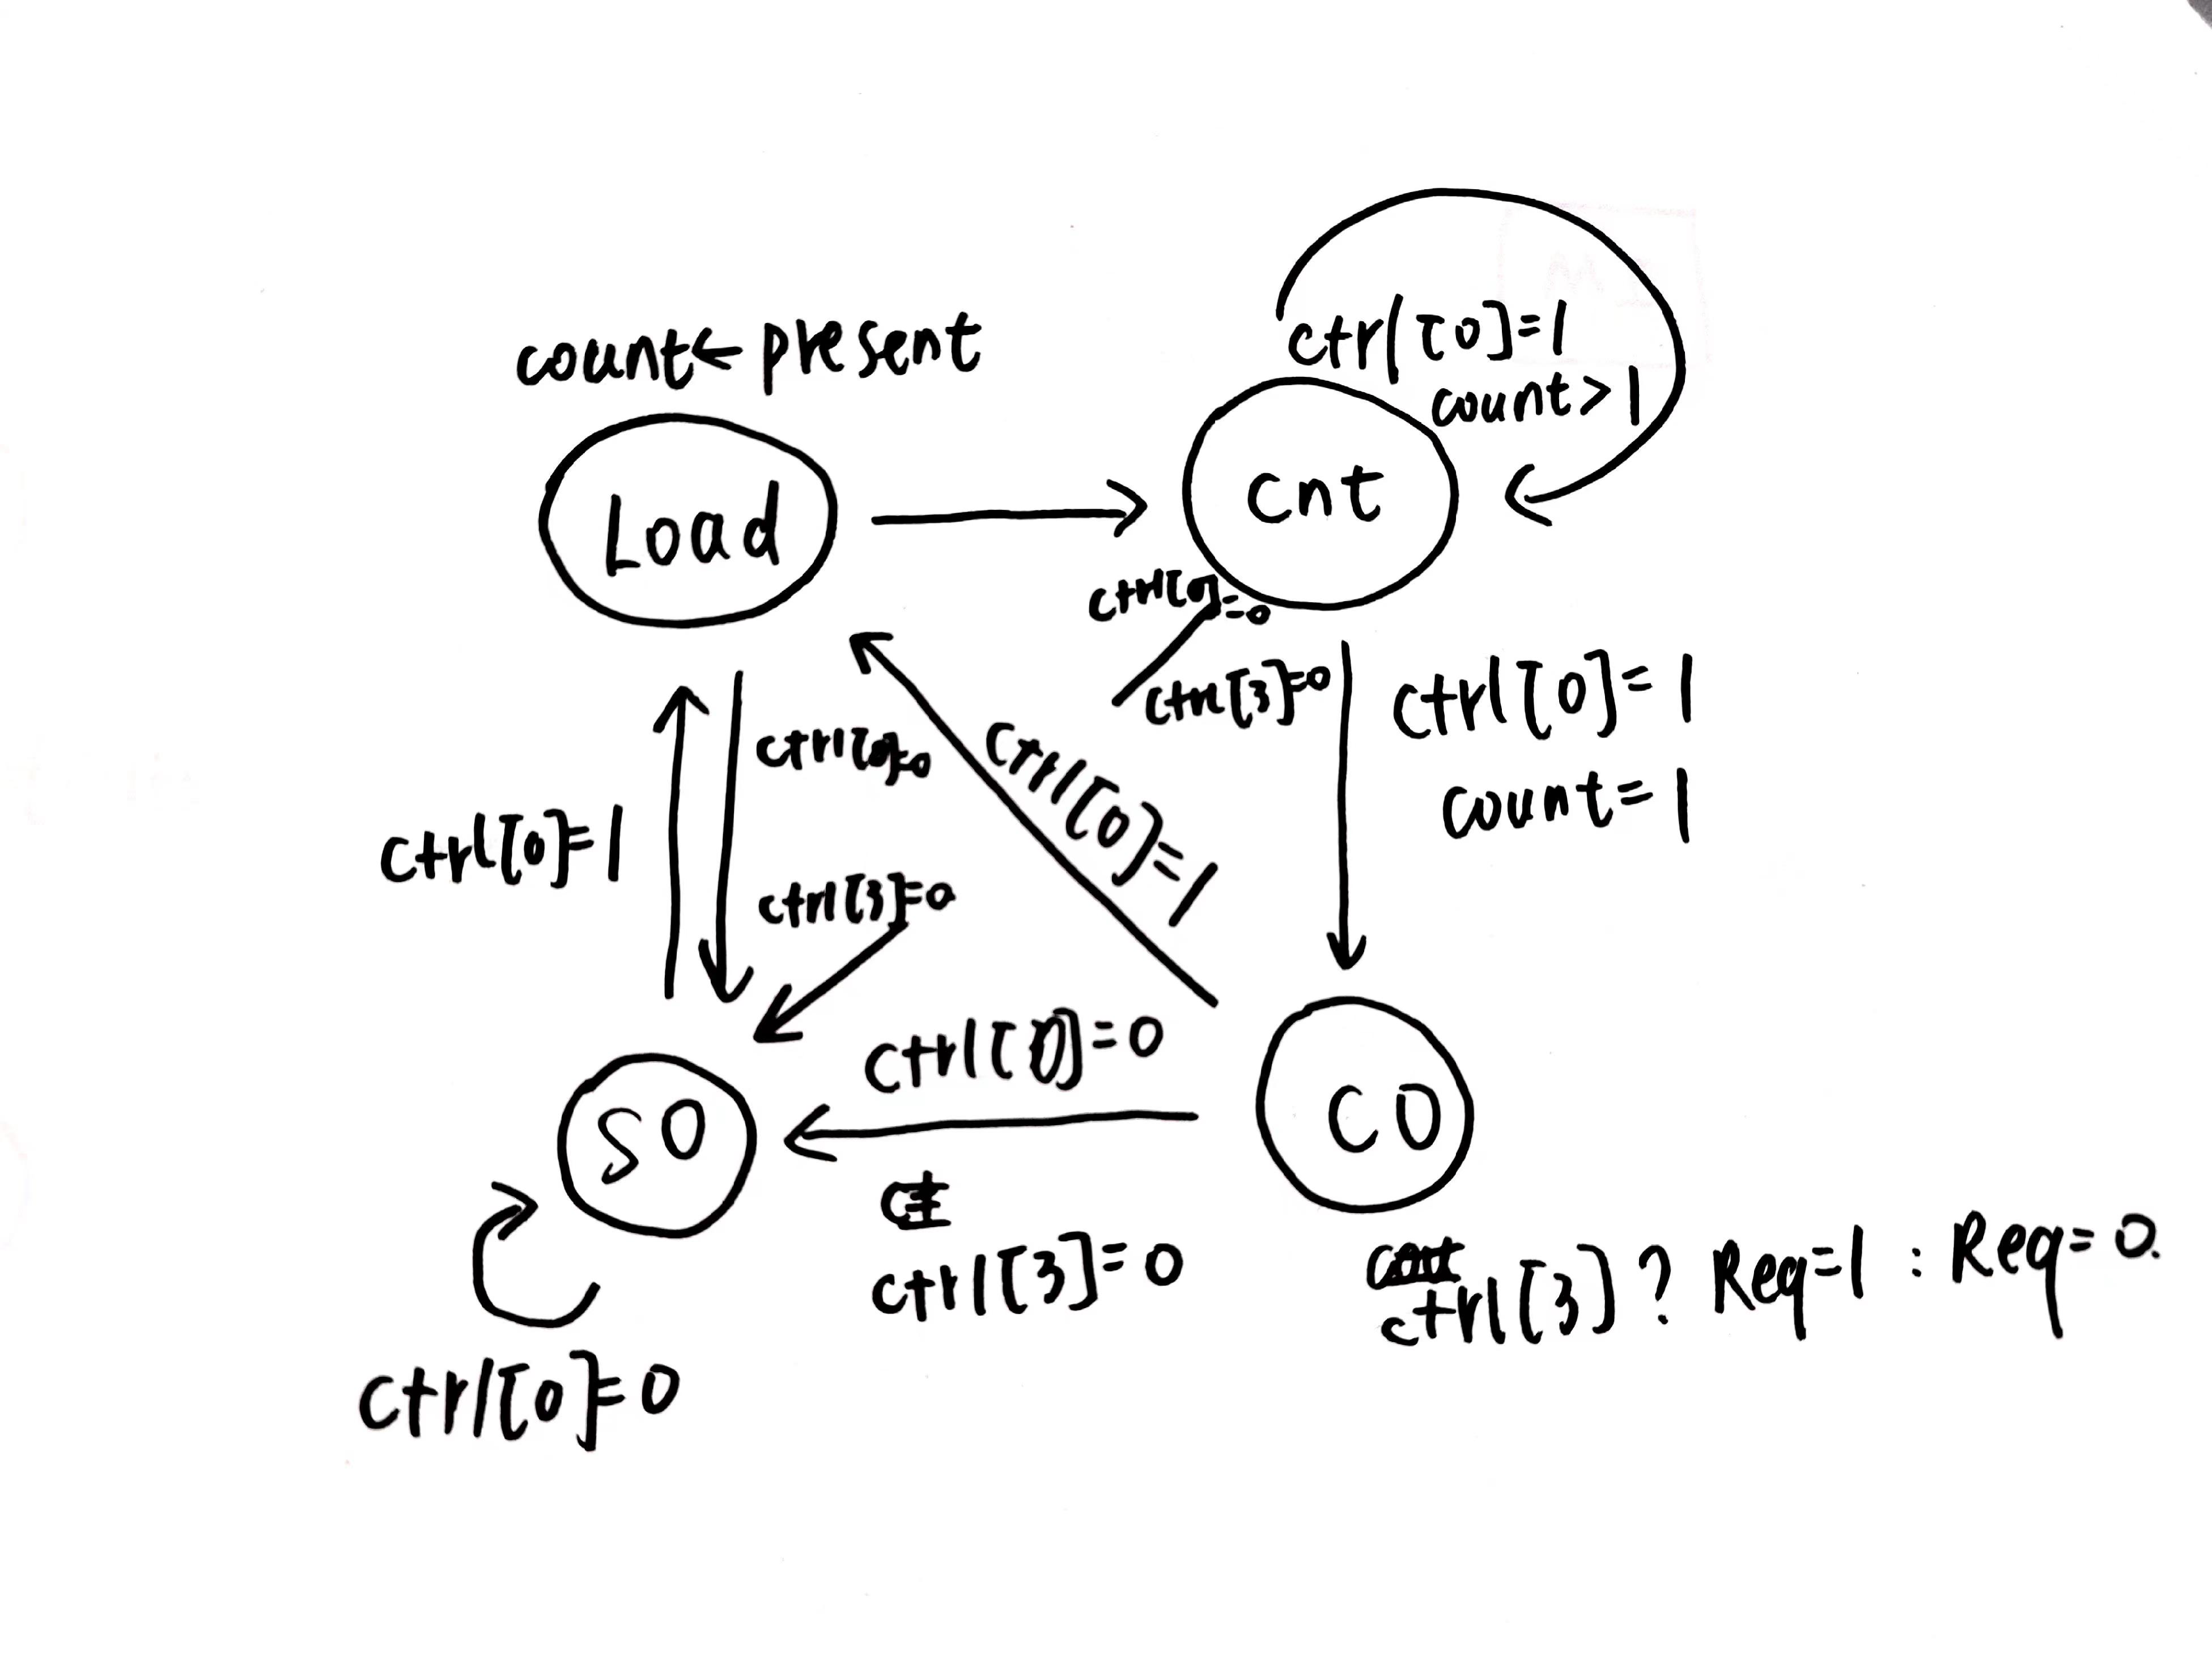 count← present
ctrl[0]=1
count>1
Load
cnt
ctrl[0]=0
ctrl[3]=0
ctrl[0]=1
count=1
ctrl[0]=0
ctrl[0]=1
ctrl[0]=1
ctrl[3]=0
ctrl[0]=0
S0
C0
ctrl[3]=0
ctrl[3]? Req=1 : Req=0.
ctrl[0]=0